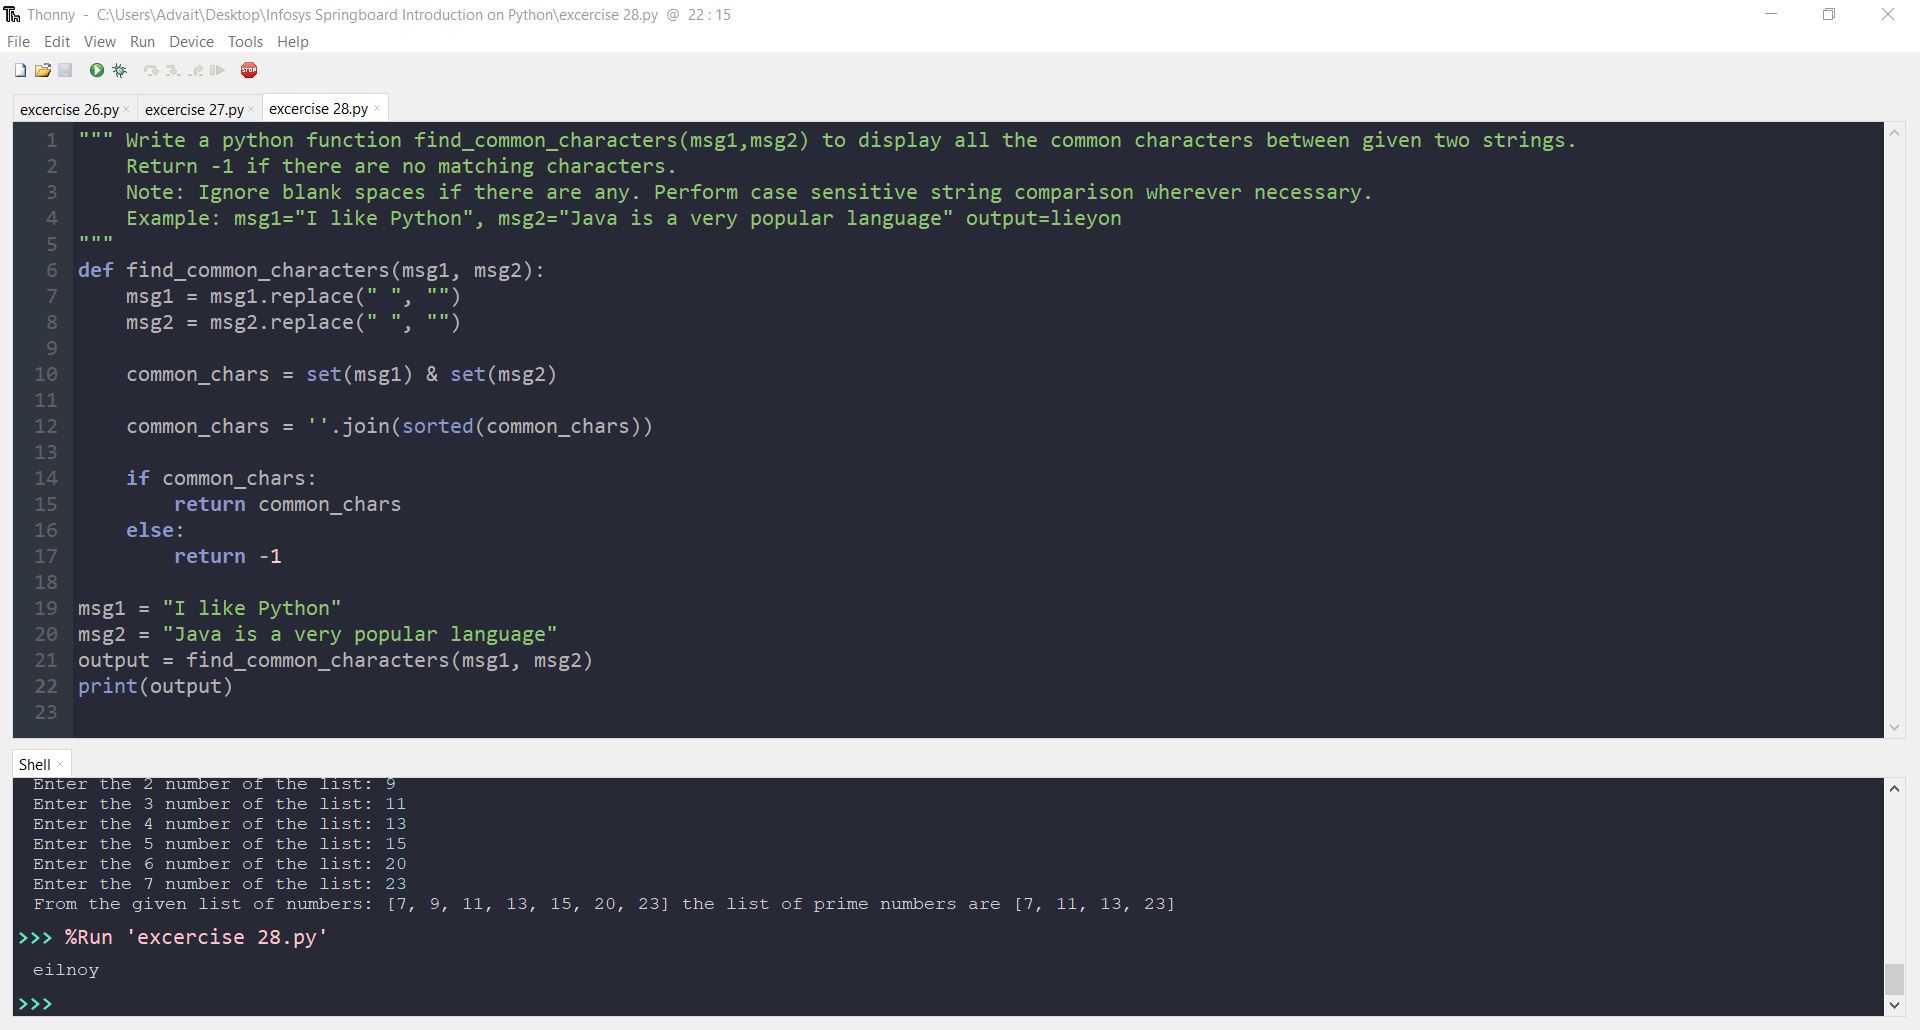 Thonny - C:\Users\Advait\Desktop\Infosys Springboard Introduction on Python\excercise 28.py @ 22 : 15
File Edit View Run Device Tools Help
STOP
excercise 26.py × excercise 27.py × excercise 28.py ×
1 """ Write a python function find_common_characters(msg1,msg2) to display all the common characters between given two strings.
2     Return -1 if there are no matching characters.
3     Note: Ignore blank spaces if there are any. Perform case sensitive string comparison wherever necessary.
4     Example: msg1="I like Python", msg2="Java is a very popular language" output=lieyon
5 """
6 def find_common_characters(msg1, msg2):
7     msg1 = msg1.replace(" ", "")
8     msg2 = msg2.replace(" ", "")
9
10     common_chars = set(msg1) & set(msg2)
11
12     common_chars = ''.join(sorted(common_chars))
13
14     if common_chars:
15         return common_chars
16     else:
17         return -1
18
19 msg1 = "I like Python"
20 msg2 = "Java is a very popular language"
21 output = find_common_characters(msg1, msg2)
22 print(output)
23
Shell ×
Enter the 2 number of the list: 9
Enter the 3 number of the list: 11
Enter the 4 number of the list: 13
Enter the 5 number of the list: 15
Enter the 6 number of the list: 20
Enter the 7 number of the list: 23
From the given list of numbers: [7, 9, 11, 13, 15, 20, 23] the list of prime numbers are [7, 11, 13, 23]
>>> %Run 'excercise 28.py'
eilnoy
>>>